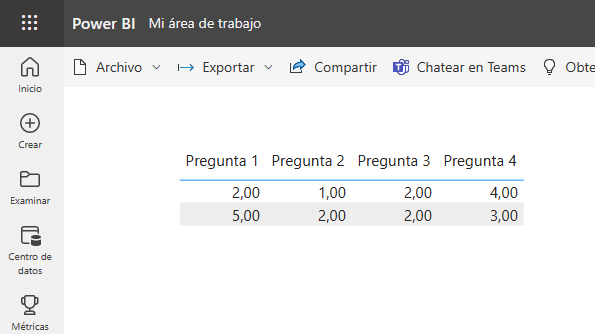 Power BI Mi área de trabajo
Archivo Exportar Compartir Chatear en Teams Obte
Inicio
Crear
Examinar
Centro de
datos
Métricas
Pregunta 1 Pregunta 2 Pregunta 3 Pregunta 4
2,00 1,00 2,00 4,00
5,00 2,00 2,00 3,00